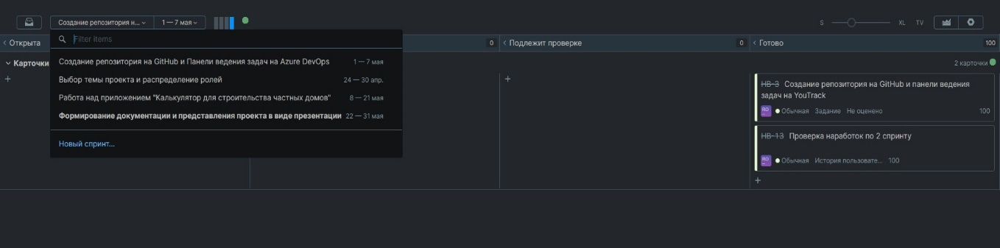 Создание репозитория н...
1 — 7 мая
S
XL
TV
Filter items
Открыта
0
Подлежит проверке
0
Готово
100
Создание репозитория на GitHub и Панели ведения задач на Azure DevOps
1 — 7 мая
Выбор темы проекта и распределение ролей
24 — 30 апр.
Работа над приложением "Калькулятор для строительства частных домов"
8 — 21 мая
Формирование документации и представления проекта в виде презентации
22 — 31 мая
Новый спринт...
Карточки
2 карточки
HB-3 Создание репозитория на GitHub и панели ведения
задач на YouTrack
RO
Обычная Задание Не оценено 100
HB-13 Проверка наработок по 2 спринту
RO
Обычная История пользовате... 100